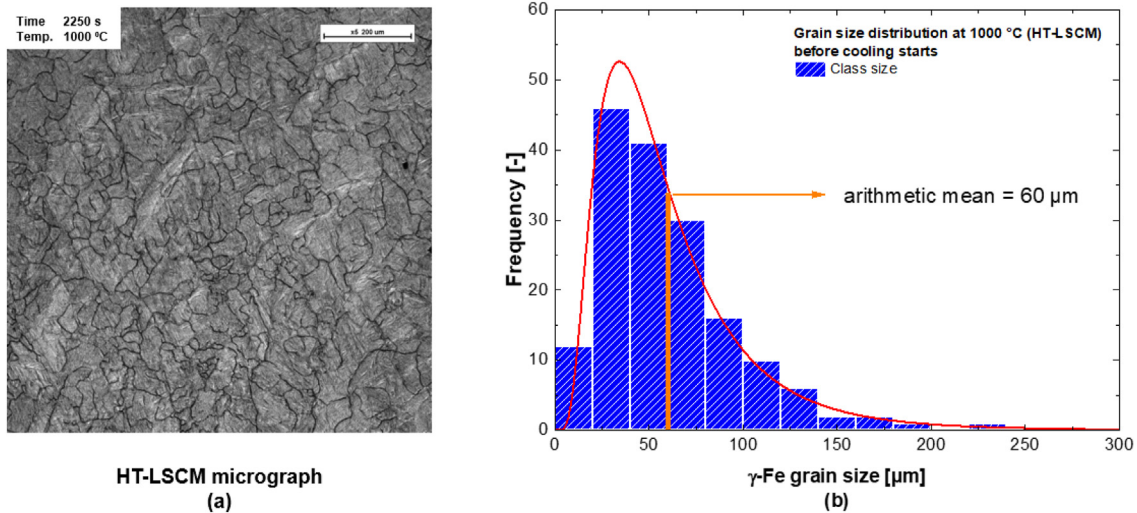 Time 2250 s
Temp. 1000 ºC
x5 200 um
HT-LSCM micrograph
(a)
60
50
40
30
20
10
0
Frequency [-]
Grain size distribution at 1000 °C (HT-LSCM)
before cooling starts
Class size
arithmetic mean = 60 µm
0 50 100 150 200 250 300
γ-Fe grain size [µm]
(b)